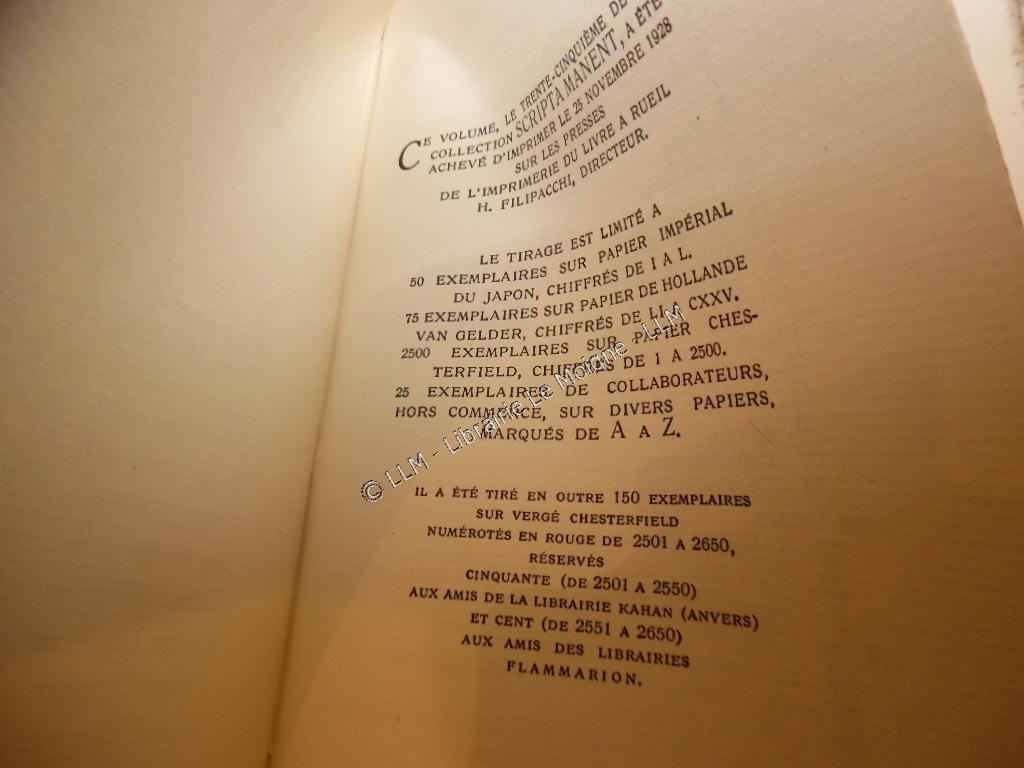 CE VOLUME, LE TRENTE-CINQUIÈME DE
COLLECTION SCRIPTA MANENT, A ÉTÉ
ACHEVÉ D'IMPRIMER LE 25 NOVEMBRE 1928
SUR LES PRESSES
DE L'IMPRIMERIE DU LIVRE A RUEIL
H. FILIPACCHI, DIRECTEUR.
LE TIRAGE EST LIMITÉ A
50 EXEMPLAIRES SUR PAPIER IMPÉRIAL
DU JAPON, CHIFFRÉS DE I A L.
75 EXEMPLAIRES SUR PAPIER DE HOLLANDE
VAN GELDER, CHIFFRÉS DE LI A CXXV.
2500 EXEMPLAIRES SUR PAPIER CHES-
TERFIELD, CHIFFRÉS DE 1 A 2500.
25 EXEMPLAIRES DE COLLABORATEURS,
HORS COMMERCE, SUR DIVERS PAPIERS,
MARQUÉS DE A A Z.
© LLM - Librairie Le Moigne - LLM
IL A ÉTÉ TIRÉ EN OUTRE 150 EXEMPLAIRES
SUR VERGÉ CHESTERFIELD
NUMÉROTÉS EN ROUGE DE 2501 A 2650,
RÉSERVÉS
CINQUANTE (DE 2501 A 2550)
AUX AMIS DE LA LIBRAIRIE KAHAN (ANVERS)
ET CENT (DE 2551 A 2650)
AUX AMIS DES LIBRAIRIES
FLAMMARION.